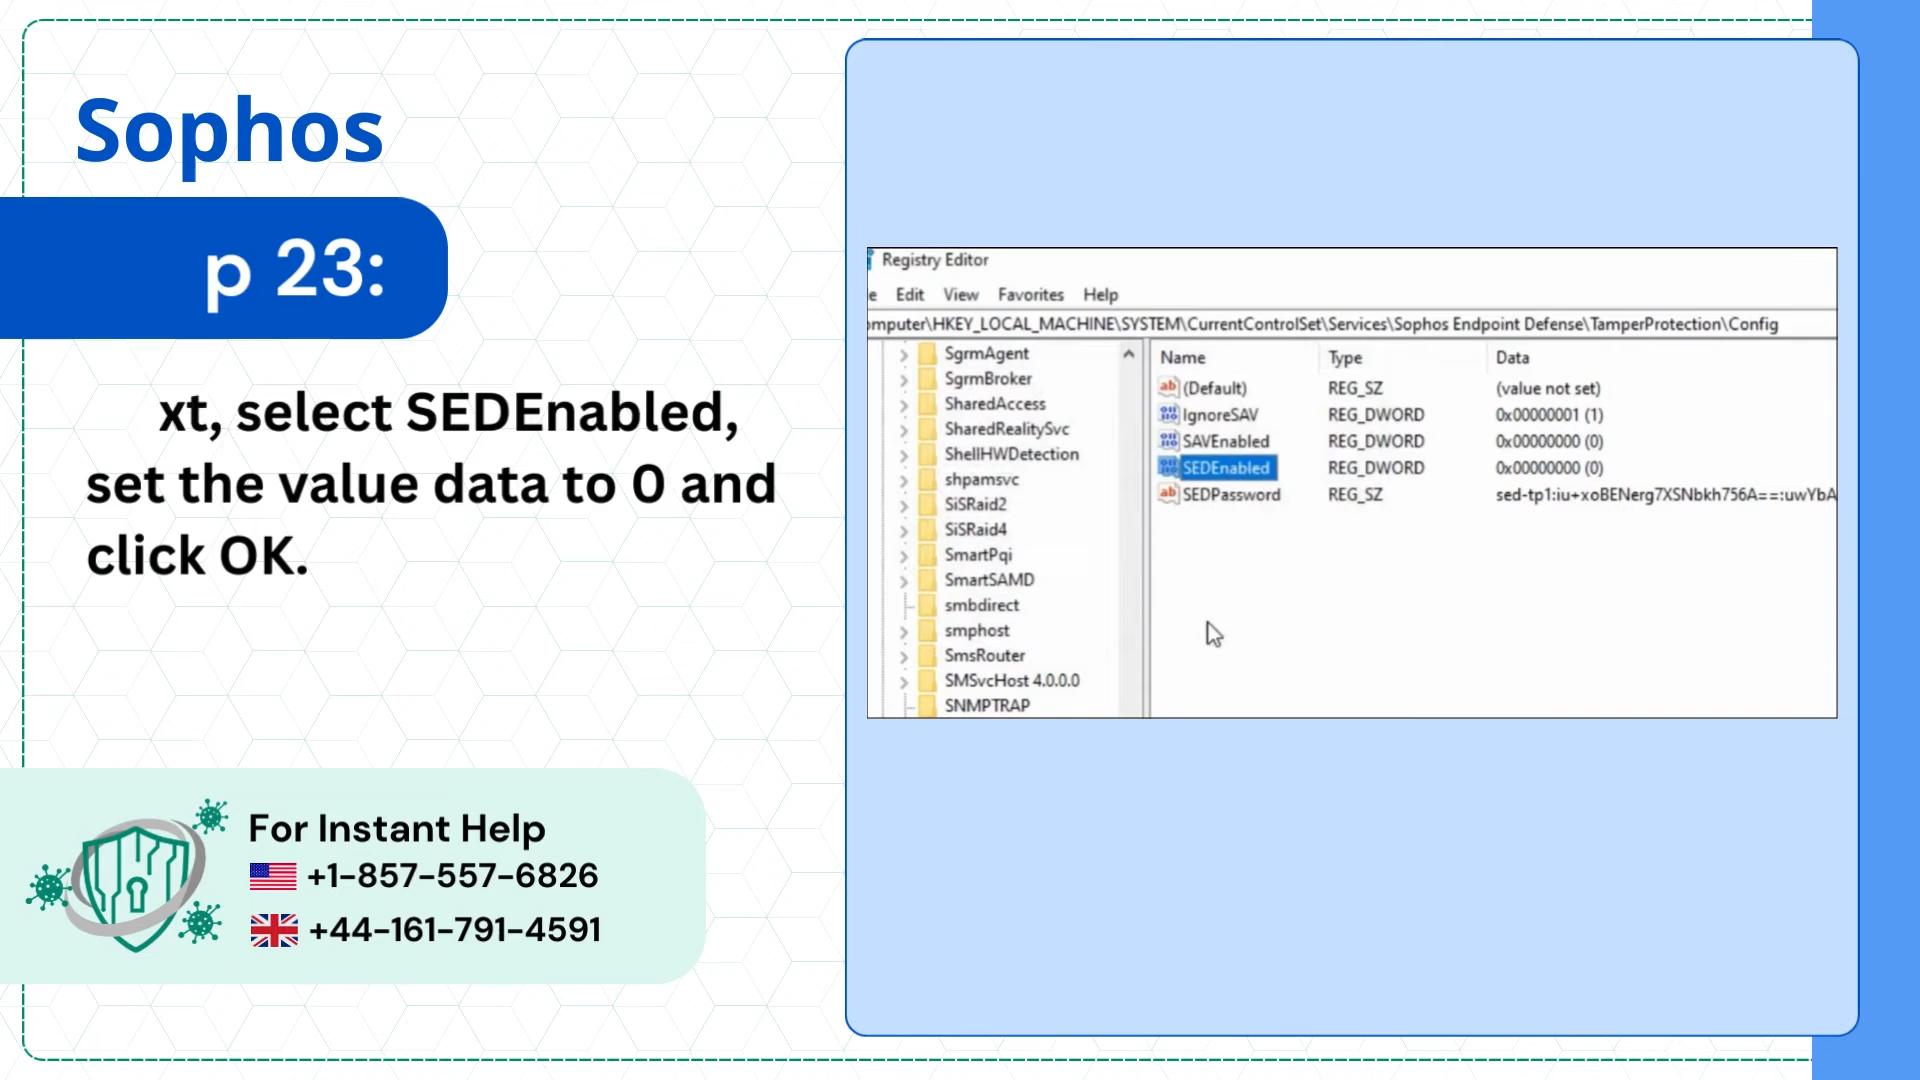 Sophos
p 23:
xt, select SEDEnabled,
set the value data to 0 and
click OK.
For Instant Help
+1-857-557-6826
+44-161-791-4591
Registry Editor
le Edit View Favorites Help
omputer\HKEY_LOCAL_MACHINE\SYSTEM\CurrentControlSet\Services\Sophos Endpoint Defense\TamperProtection\Config
SgrmAgent
SgrmBroker
SharedAccess
SharedRealitySvc
ShellHWDetection
shpamsvc
SiSRaid2
SiSRaid4
SmartPqi
SmartSAMD
smbdirect
smphost
SmsRouter
SMSvcHost 4.0.0.0
SNMPTRAP
Name Type Data
(Default) REG_SZ (value not set)
IgnoreSAV REG_DWORD 0x00000001 (1)
SAVEnabled REG_DWORD 0x00000000 (0)
SEDEnabled REG_DWORD 0x00000000 (0)
SEDPassword REG_SZ sed-tp1:iu+xoBENerg7XSNbkh756A==:uwYbA